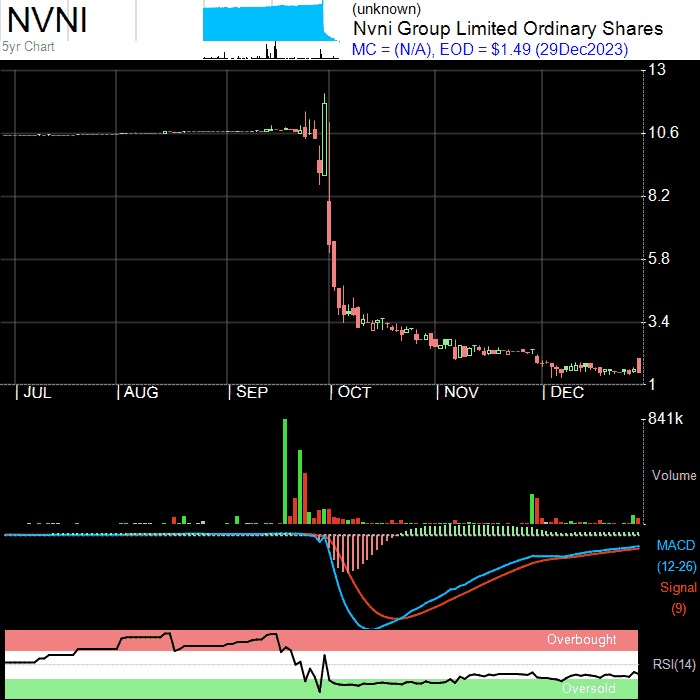 NVNI
5yr Chart
(unknown)
Nvni Group Limited Ordinary Shares
MC = (N/A), EOD = $1.49 (29Dec2023)
13
10.6
8.2
5.8
3.4
1
JUL AUG SEP OCT NOV DEC
841k
Volume
MACD
(12-26)
Signal
(9)
Overbought
RSI(14)
Oversold